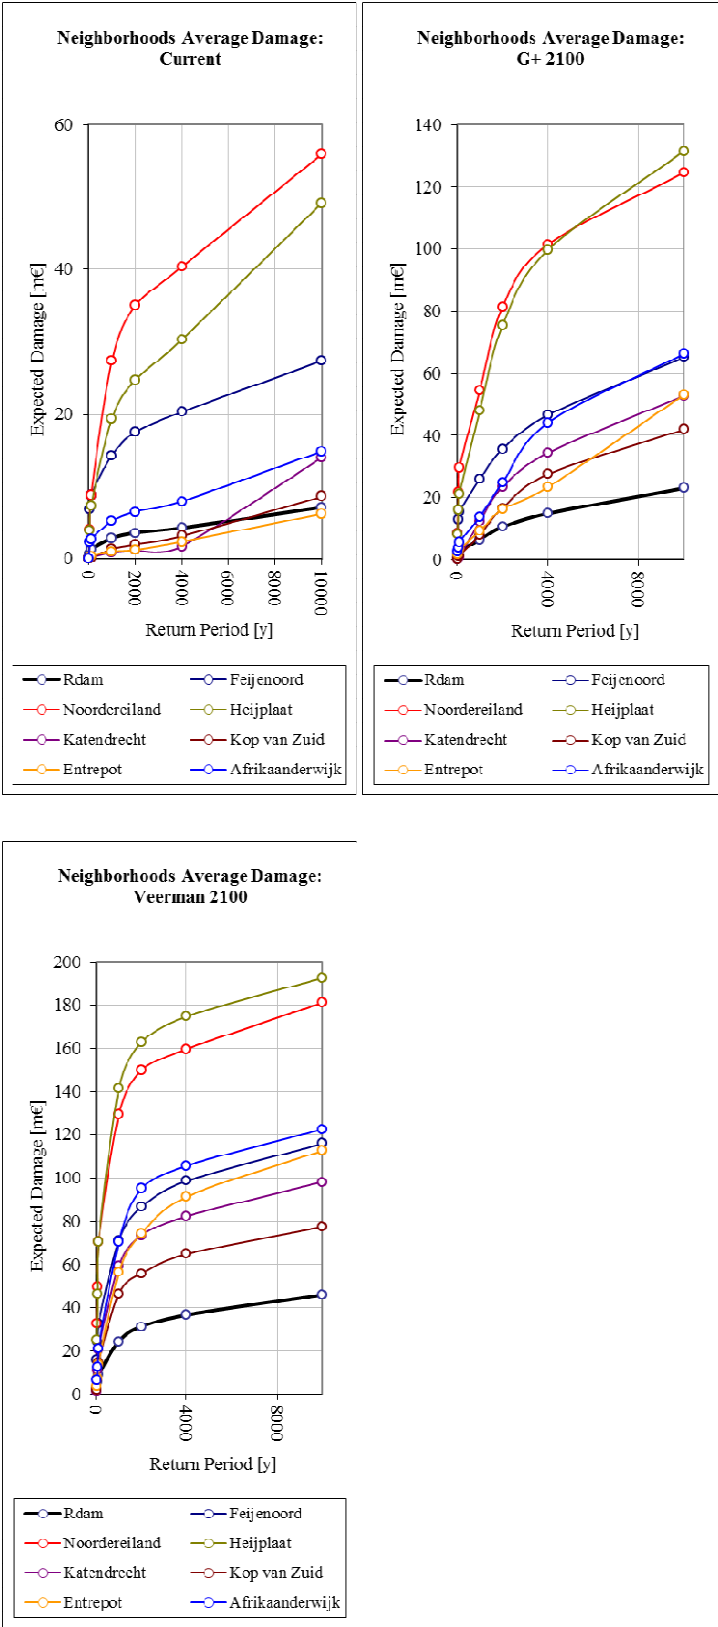 Neighborhoods Average Damage:
Current
60
40
20
0
0
2000
4000
6000
8000
10000
Expected Damage [m€]
Return Period [y]
Rdam
Feijenoord
Noordereiland
Heijplaat
Katendrecht
Kop van Zuid
Entrepot
Afrikaanderwijk
Neighborhoods Average Damage:
G+ 2100
140
120
100
80
60
40
20
0
0
4000
8000
Expected Damage [m€]
Return Period [y]
Rdam
Feijenoord
Noordereiland
Heijplaat
Katendrecht
Kop van Zuid
Entrepot
Afrikaanderwijk
Neighborhoods Average Damage:
Veerman 2100
200
180
160
140
120
100
80
60
40
20
0
0
4000
8000
Expected Damage [m€]
Return Period [y]
Rdam
Feijenoord
Noordereiland
Heijplaat
Katendrecht
Kop van Zuid
Entrepot
Afrikaanderwijk